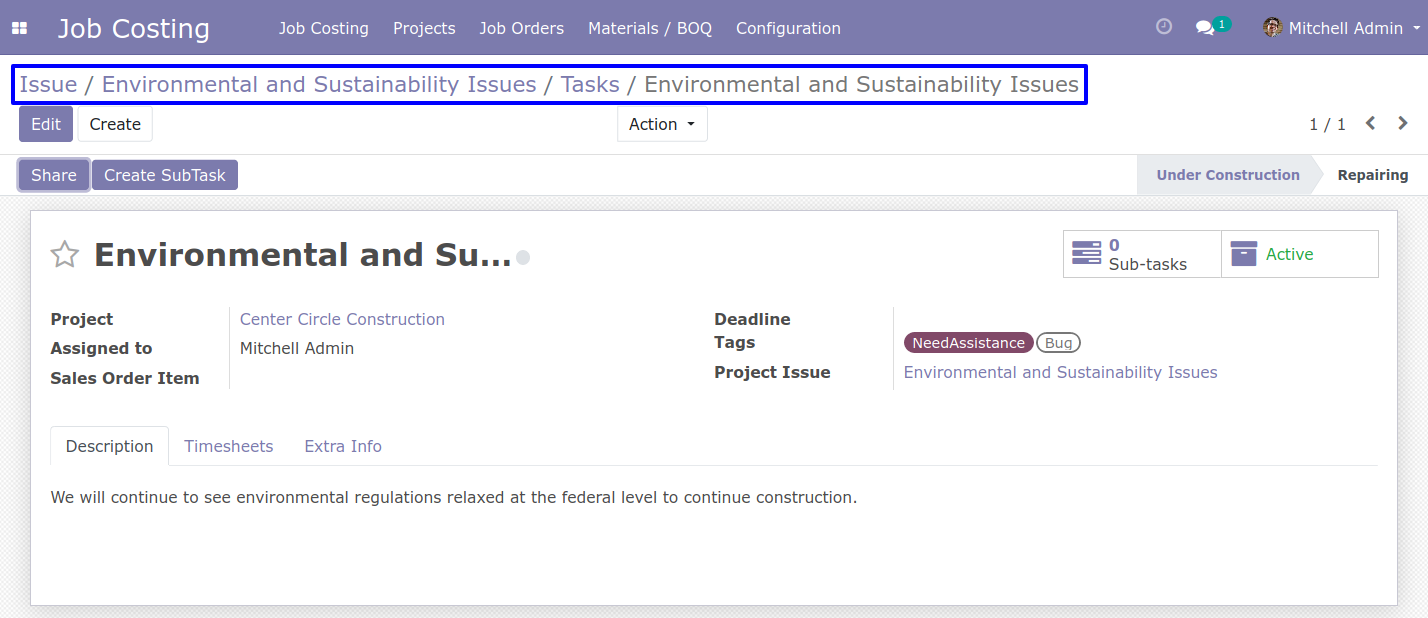 Job Costing Job Costing Projects Job Orders Materials / BOQ Configuration 1 Mitchell Admin
Issue / Environmental and Sustainability Issues / Tasks / Environmental and Sustainability Issues
Edit Create Action 1 / 1
Share Create SubTask Under Construction Repairing
Environmental and Su... 0 Sub-tasks Active
Project Center Circle Construction
Assigned to Mitchell Admin
Sales Order Item
Deadline
Tags NeedAssistance Bug
Project Issue Environmental and Sustainability Issues
Description Timesheets Extra Info
We will continue to see environmental regulations relaxed at the federal level to continue construction.